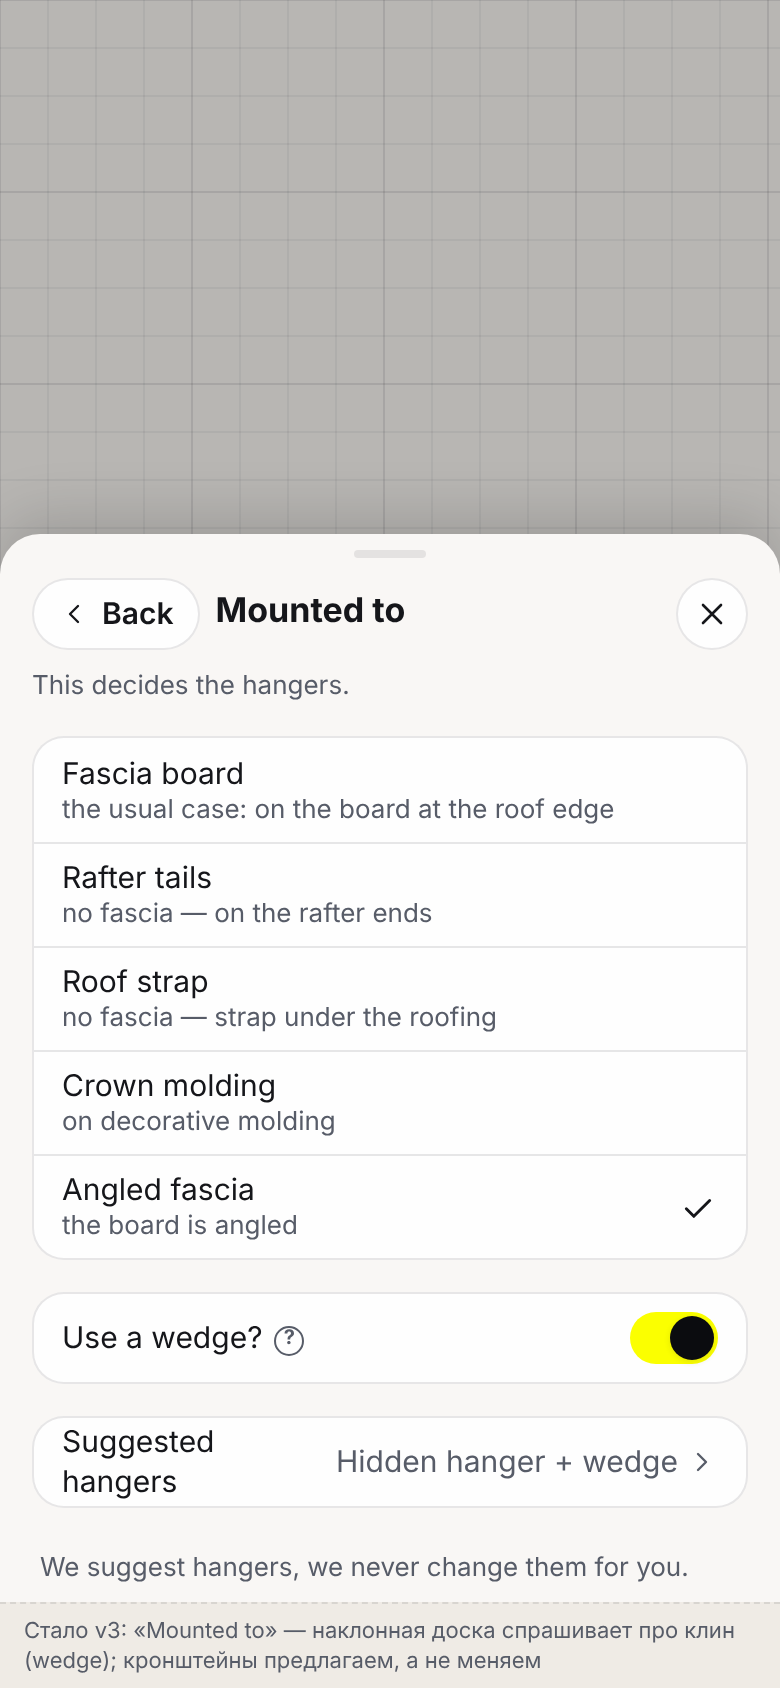 Back
Mounted to
This decides the hangers.
Fascia board
the usual case: on the board at the roof edge
Rafter tails
no fascia — on the rafter ends
Roof strap
no fascia — strap under the roofing
Crown molding
on decorative molding
Angled fascia
the board is angled
Use a wedge? ?
Suggested
hangers
Hidden hanger + wedge
We suggest hangers, we never change them for you.
Стало v3: «Mounted to» — наклонная доска спрашивает про клин
(wedge); кронштейны предлагаем, а не меняем